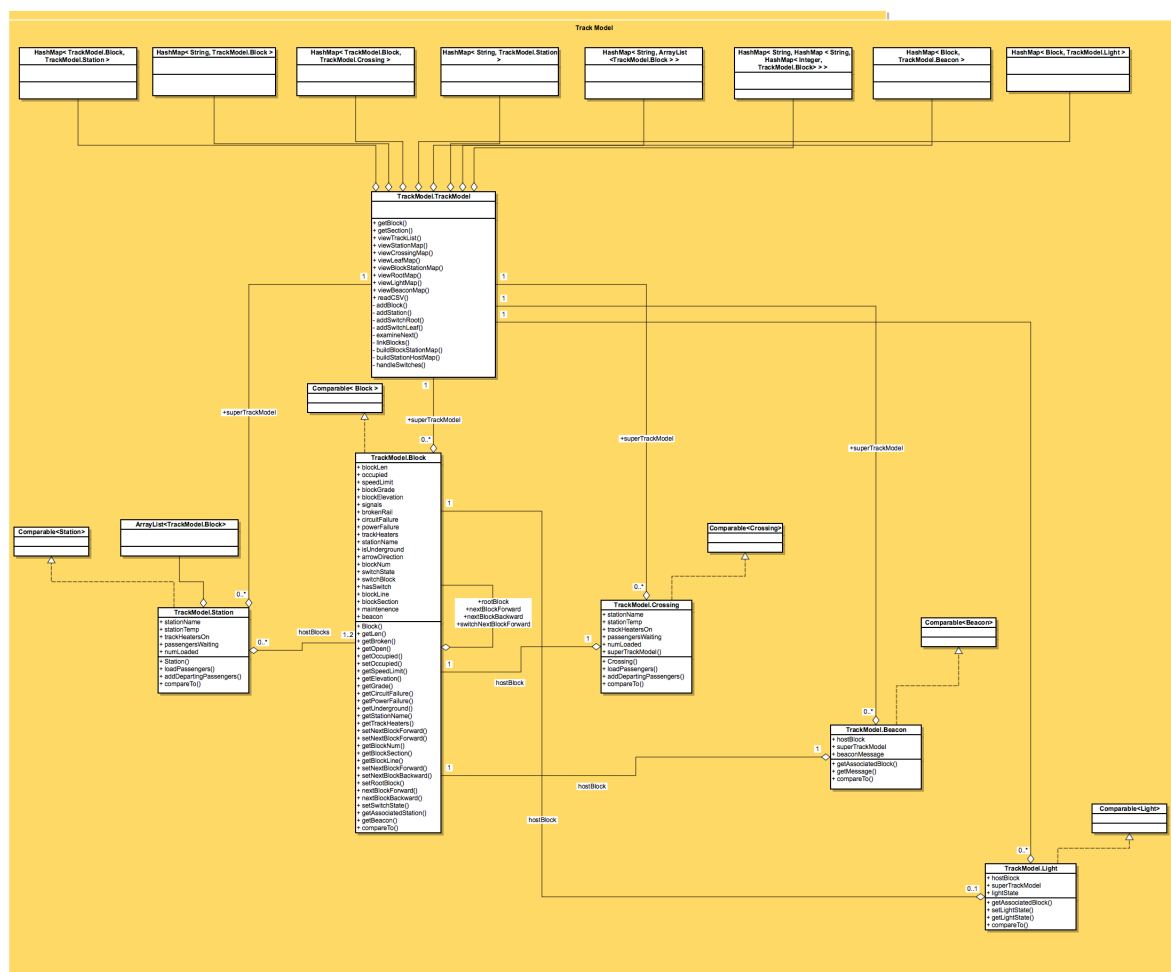 Track Model
HashMap< TrackModel.Block,
TrackModel.Station >
HashMap< String, TrackModel.Block >
HashMap< TrackModel.Block,
TrackModel.Crossing >
HashMap< String, TrackModel.Station
>
HashMap< String, ArrayList
<TrackModel.Block > >
HashMap< String, HashMap < String,
HashMap< Integer,
TrackModel.Block> > >
HashMap< Block,
TrackModel.Beacon >
HashMap< Block, TrackModel.Light >
TrackModel.TrackModel
+ getBlock()
+ getSection()
+ viewTrackList()
+ viewStationMap()
+ viewCrossingMap()
+ viewLeafMap()
+ viewBlockStationMap()
+ viewRootMap()
+ viewLightMap()
+ viewBeaconMap()
+ readCSV()
- addBlock()
- addStation()
- addSwitchRoot()
- addSwitchLeaf()
- examineNext()
- linkBlocks()
- buildBlockStationMap()
- buildStationHostMap()
- handleSwitches()
1
1
1
1
1
Comparable< Block >
+superTrackModel
+superTrackModel
+superTrackModel
+superTrackModel
0..*
TrackModel.Block
+ blockLen
+ occupied
+ speedLimit
+ blockGrade
+ blockElevation
+ signals
+ brokenRail
+ circuitFailure
+ powerFailure
+ trackHeaters
+ stationName
+ isUnderground
+ arrowDirection
+ blockNum
+ switchState
+ switchBlock
+ hasSwitch
+ blockLine
+ blockSection
+ maintenence
+ beacon
+ Block()
+ getLen()
+ getBroken()
+ getOpen()
+ getOccupied()
+ setOccupied()
+ getSpeedLimit()
+ getElevation()
+ getGrade()
+ getCircuitFailure()
+ getPowerFailure()
+ getUnderground()
+ getStationName()
+ getTrackHeaters()
+ setNextBlockForward()
+ setNextBlockForward()
+ getBlockNum()
+ getBlockSection()
+ getBlockLine()
+ setNextBlockForward()
+ setNextBlockBackward()
+ setRootBlock()
+ nextBlockForward()
+ nextBlockBackward()
+ setSwitchState()
+ getAssociatedStation()
+ getBeacon()
+ compareTo()
1
+rootBlock
+nextBlockForward
+nextBlockBackward
+switchNextBlockForward
1
1
hostBlock
1
hostBlock
hostBlock
Comparable<Station>
ArrayList<TrackModel.Block>
0..*
TrackModel.Station
+ stationName
+ stationTemp
+ trackHeatersOn
+ passengersWaiting
+ numLoaded
+ Station()
+ loadPassengers()
+ addDepartingPassengers()
+ compareTo()
0..*
hostBlocks
1..2
Comparable<Crossing>
0..*
TrackModel.Crossing
+ stationName
+ stationTemp
+ trackHeatersOn
+ passengersWaiting
+ numLoaded
+ superTrackModel()
+ Crossing()
+ loadPassengers()
+ addDepartingPassengers()
+ compareTo()
1
Comparable<Beacon>
0..*
TrackModel.Beacon
+ hostBlock
+ superTrackModel
+ beaconMessage
+ getAssociatedBlock()
+ getMessage()
+ compareTo()
Comparable<Light>
0..*
TrackModel.Light
+ hostBlock
+ superTrackModel
+ lightState
+ getAssociatedBlock()
+ setLightState()
+ getLightState()
+ compareTo()
0..1